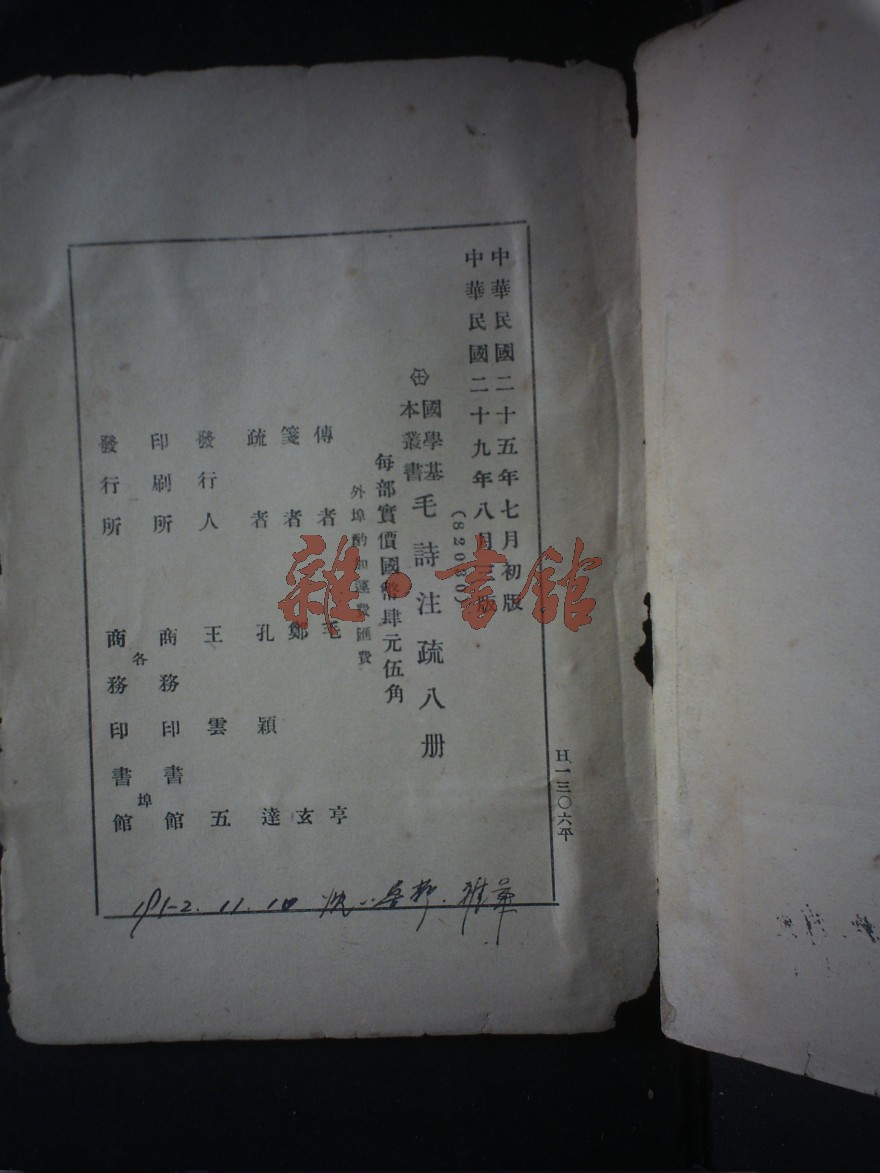 中華民國二十五年七月初版
中華民國二十九年八月三版
(82030)
國學基本叢書
毛詩注疏八册
每部實價國幣肆元伍角
外埠酌加運費匯費
傳者 毛亨
箋者 鄭玄
疏者 孔穎達
發行人 王雲五
印刷所 商務印書館
發行所 各埠商務印書館
H一三〇六平
雜·書館